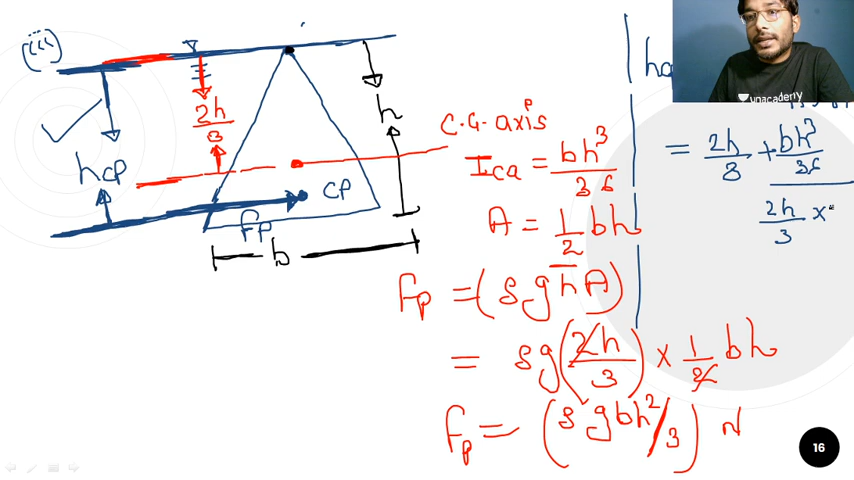 (iii)
2h/3
h
hcp
CP
Fp
b
C.G. axis
I_CG = bh³/36
A = 1/2 bh
Fp = (ρg h̄ A)
= ρg(2h/3) × 1/2 bh
Fp = (ρgbh²/3) N
unacademy
= 2h/3 + bh³/36
2h/3 ×
16